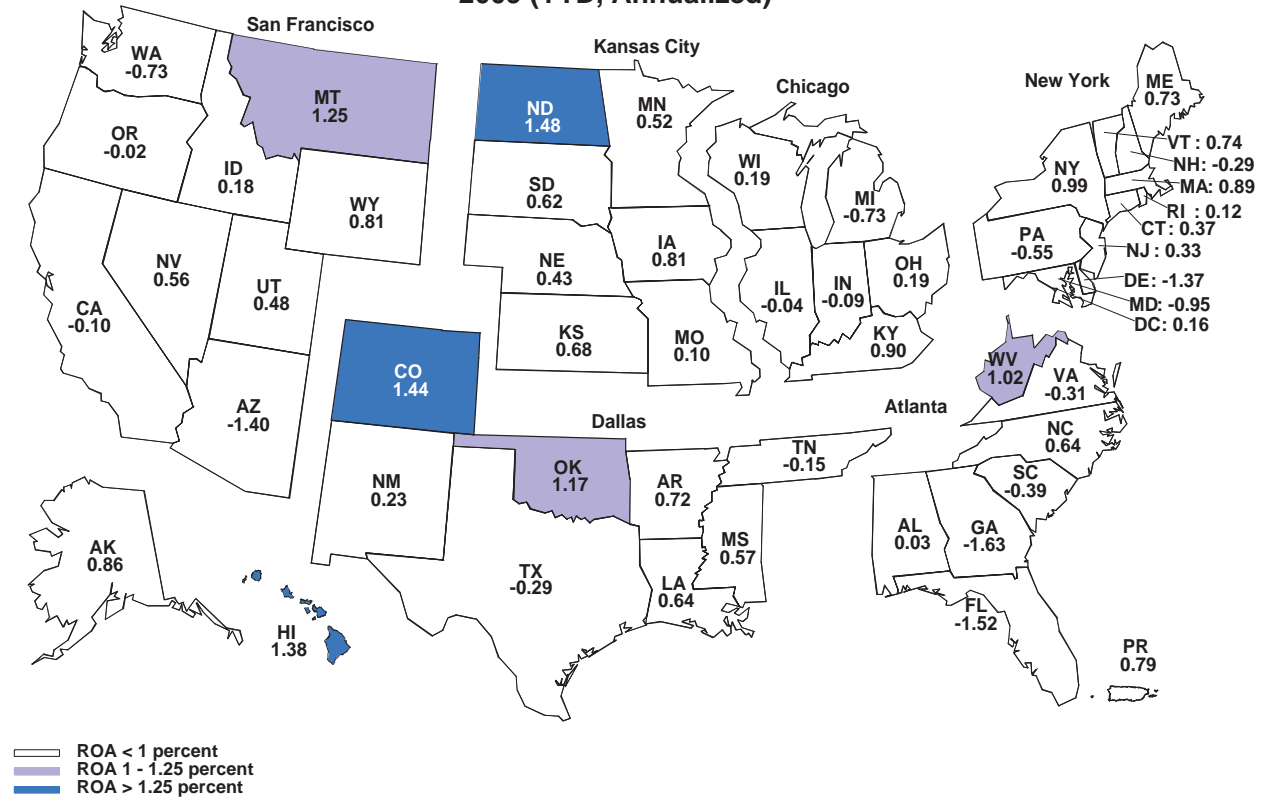 San Francisco
Kansas City
Chicago
New York
WA
-0.73
MT
1.25
ND
1.48
MN
0.52
ME
0.73
OR
-0.02
ID
0.18
WY
0.81
SD
0.62
WI
0.19
MI
-0.73
NY
0.99
VT : 0.74
NH: -0.29
MA: 0.89
RI : 0.12
CT: 0.37
NJ : 0.33
DE: -1.37
MD: -0.95
DC: 0.16
PA
-0.55
NV
0.56
UT
0.48
CA
-0.10
NE
0.43
IA
0.81
IL
-0.04
IN
-0.09
OH
0.19
KS
0.68
MO
0.10
KY
0.90
WV
1.02
VA
-0.31
CO
1.44
AZ
-1.40
Dallas
Atlanta
NM
0.23
OK
1.17
AR
0.72
TN
-0.15
NC
0.64
SC
-0.39
AK
0.86
HI
1.38
TX
-0.29
LA
0.64
MS
0.57
AL
0.03
GA
-1.63
FL
-1.52
PR
0.79
ROA < 1 percent
ROA 1 - 1.25 percent
ROA > 1.25 percent